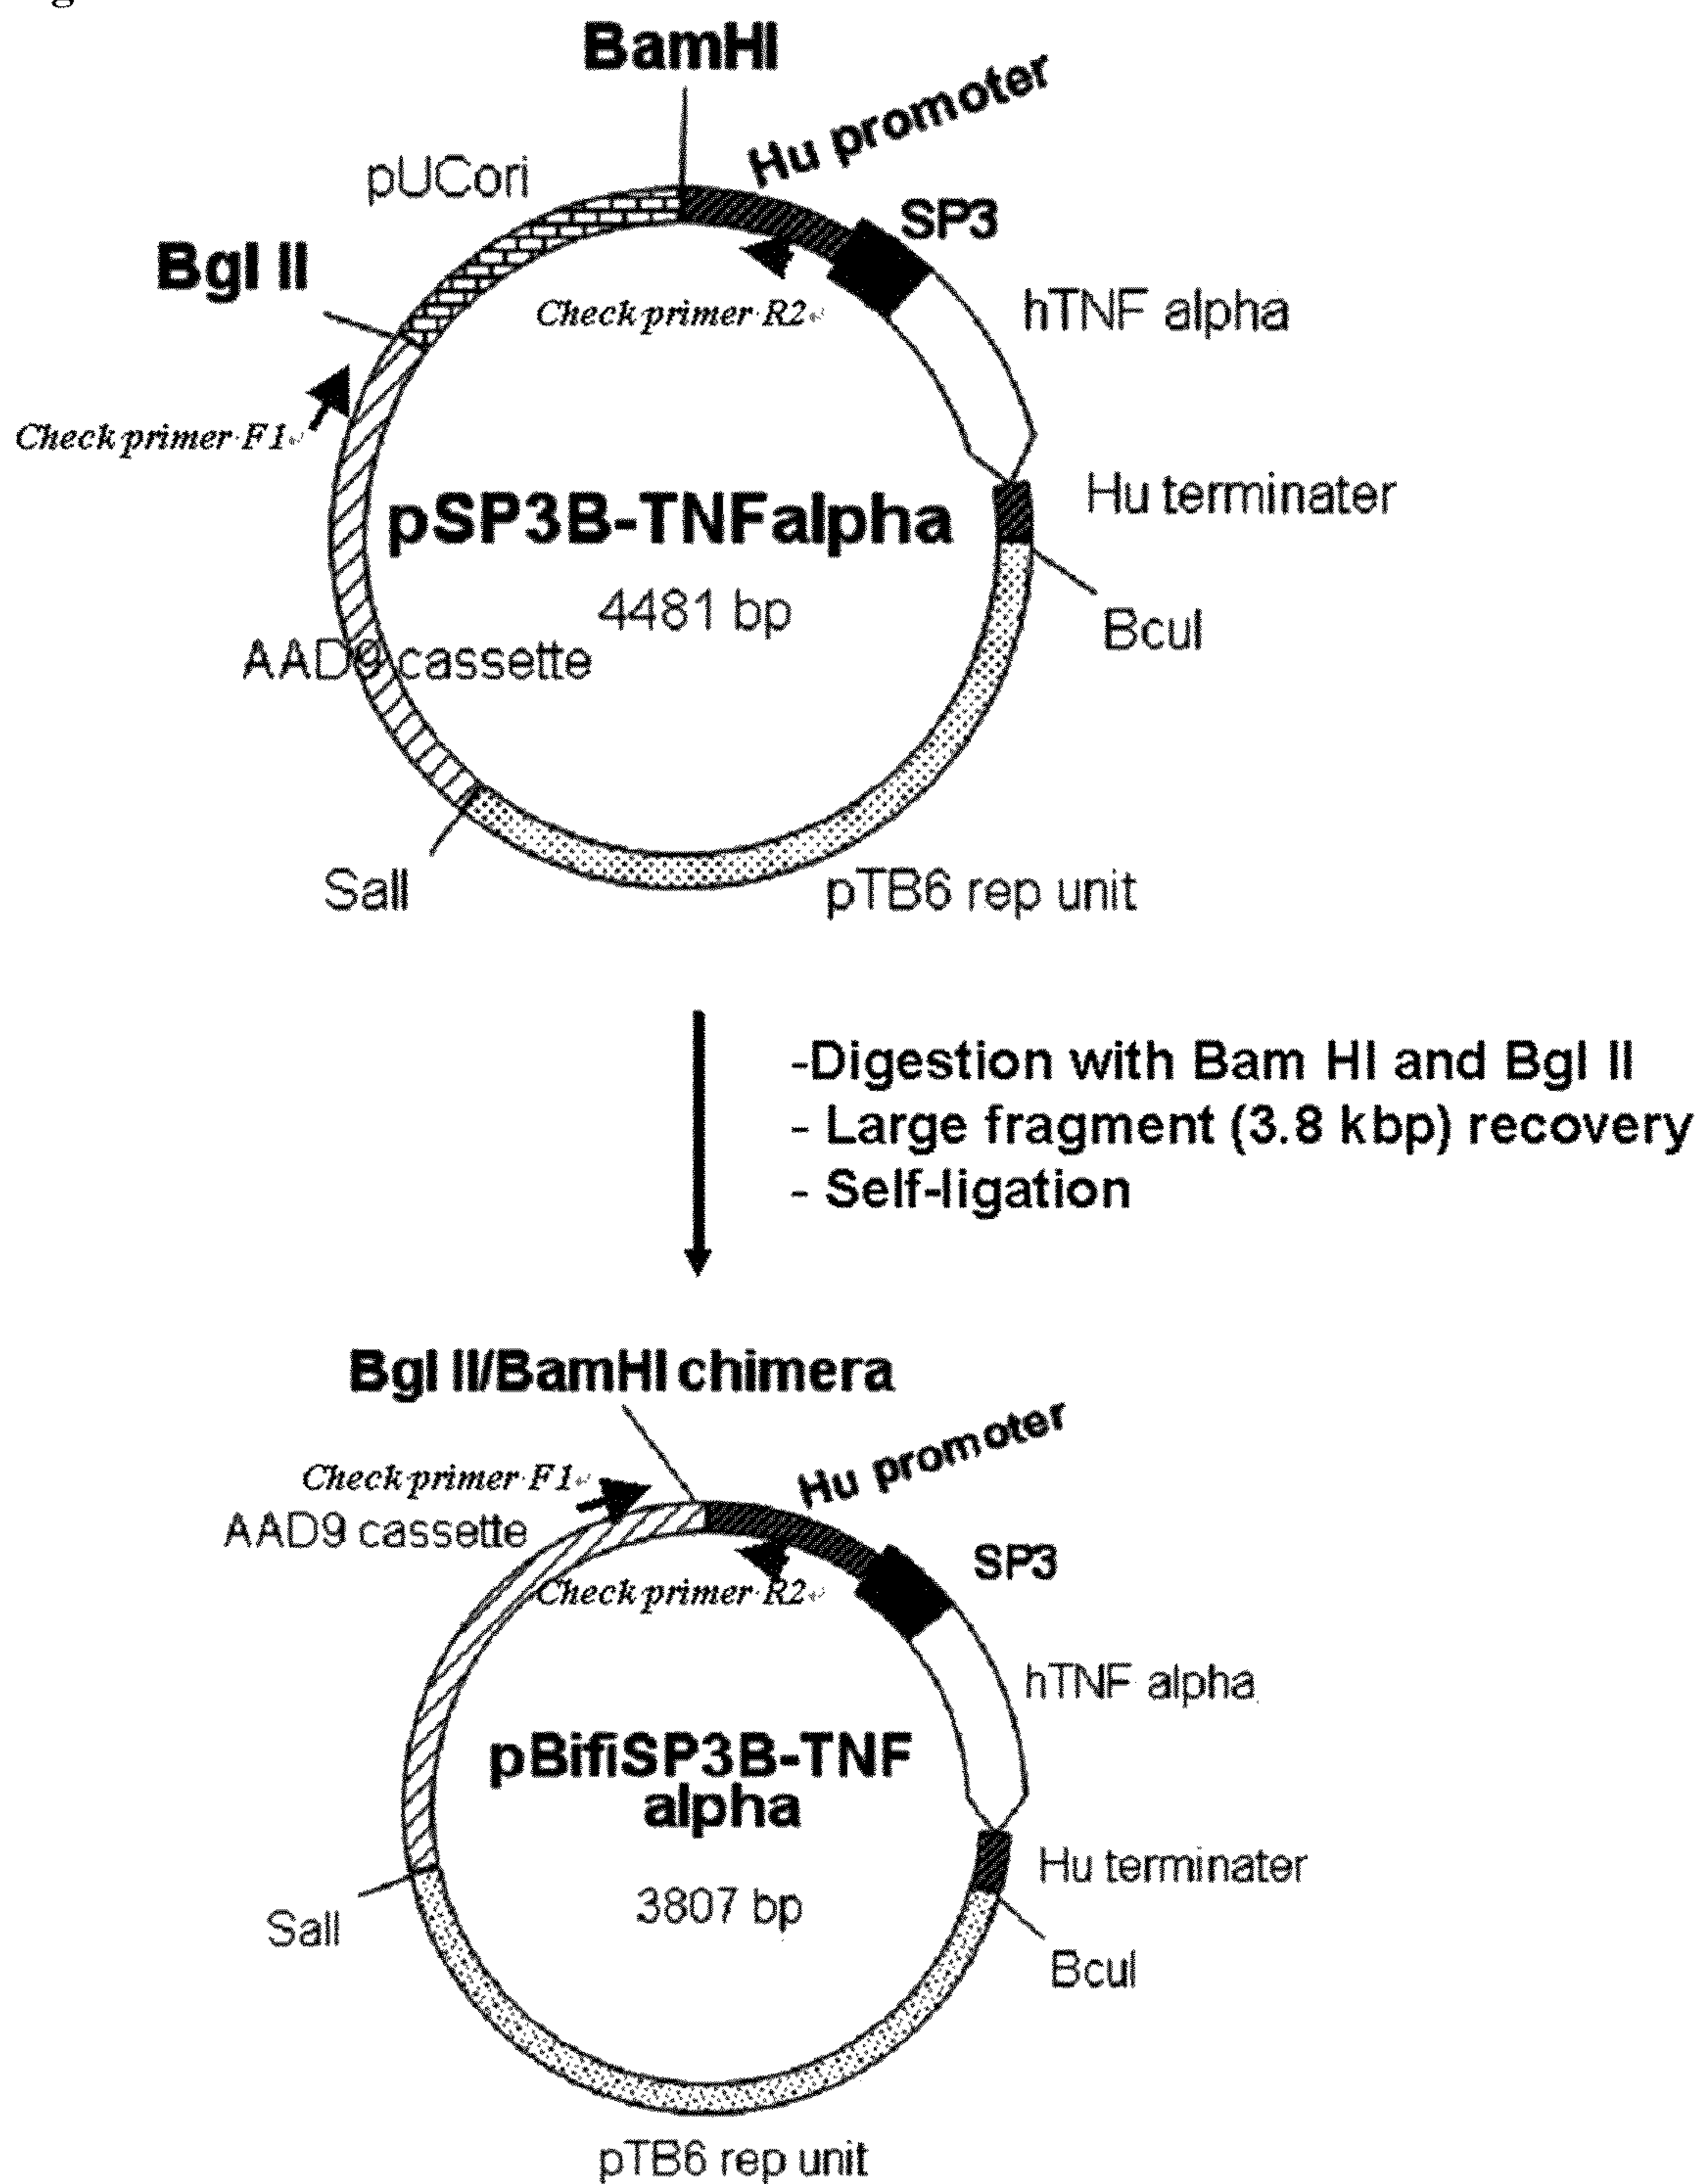 BamHI
Hu promoter
pUCori
SP3
Bgl II
hTNF alpha
Check primer R2
Check primer F1
Hu terminater
pSP3B-TNFalpha
4481 bp
BcuI
AAD9 cassette
SalI
pTB6 rep unit
-Digestion with Bam HI and Bgl II
- Large fragment (3.8 kbp) recovery
- Self-ligation
Bgl II/BamHI chimera
Hu promoter
Check primer F1
AAD9 cassette
SP3
Check primer R2
hTNF alpha
pBifiSP3B-TNF
alpha
Hu terminater
3807 bp
SalI
BcuI
pTB6 rep unit